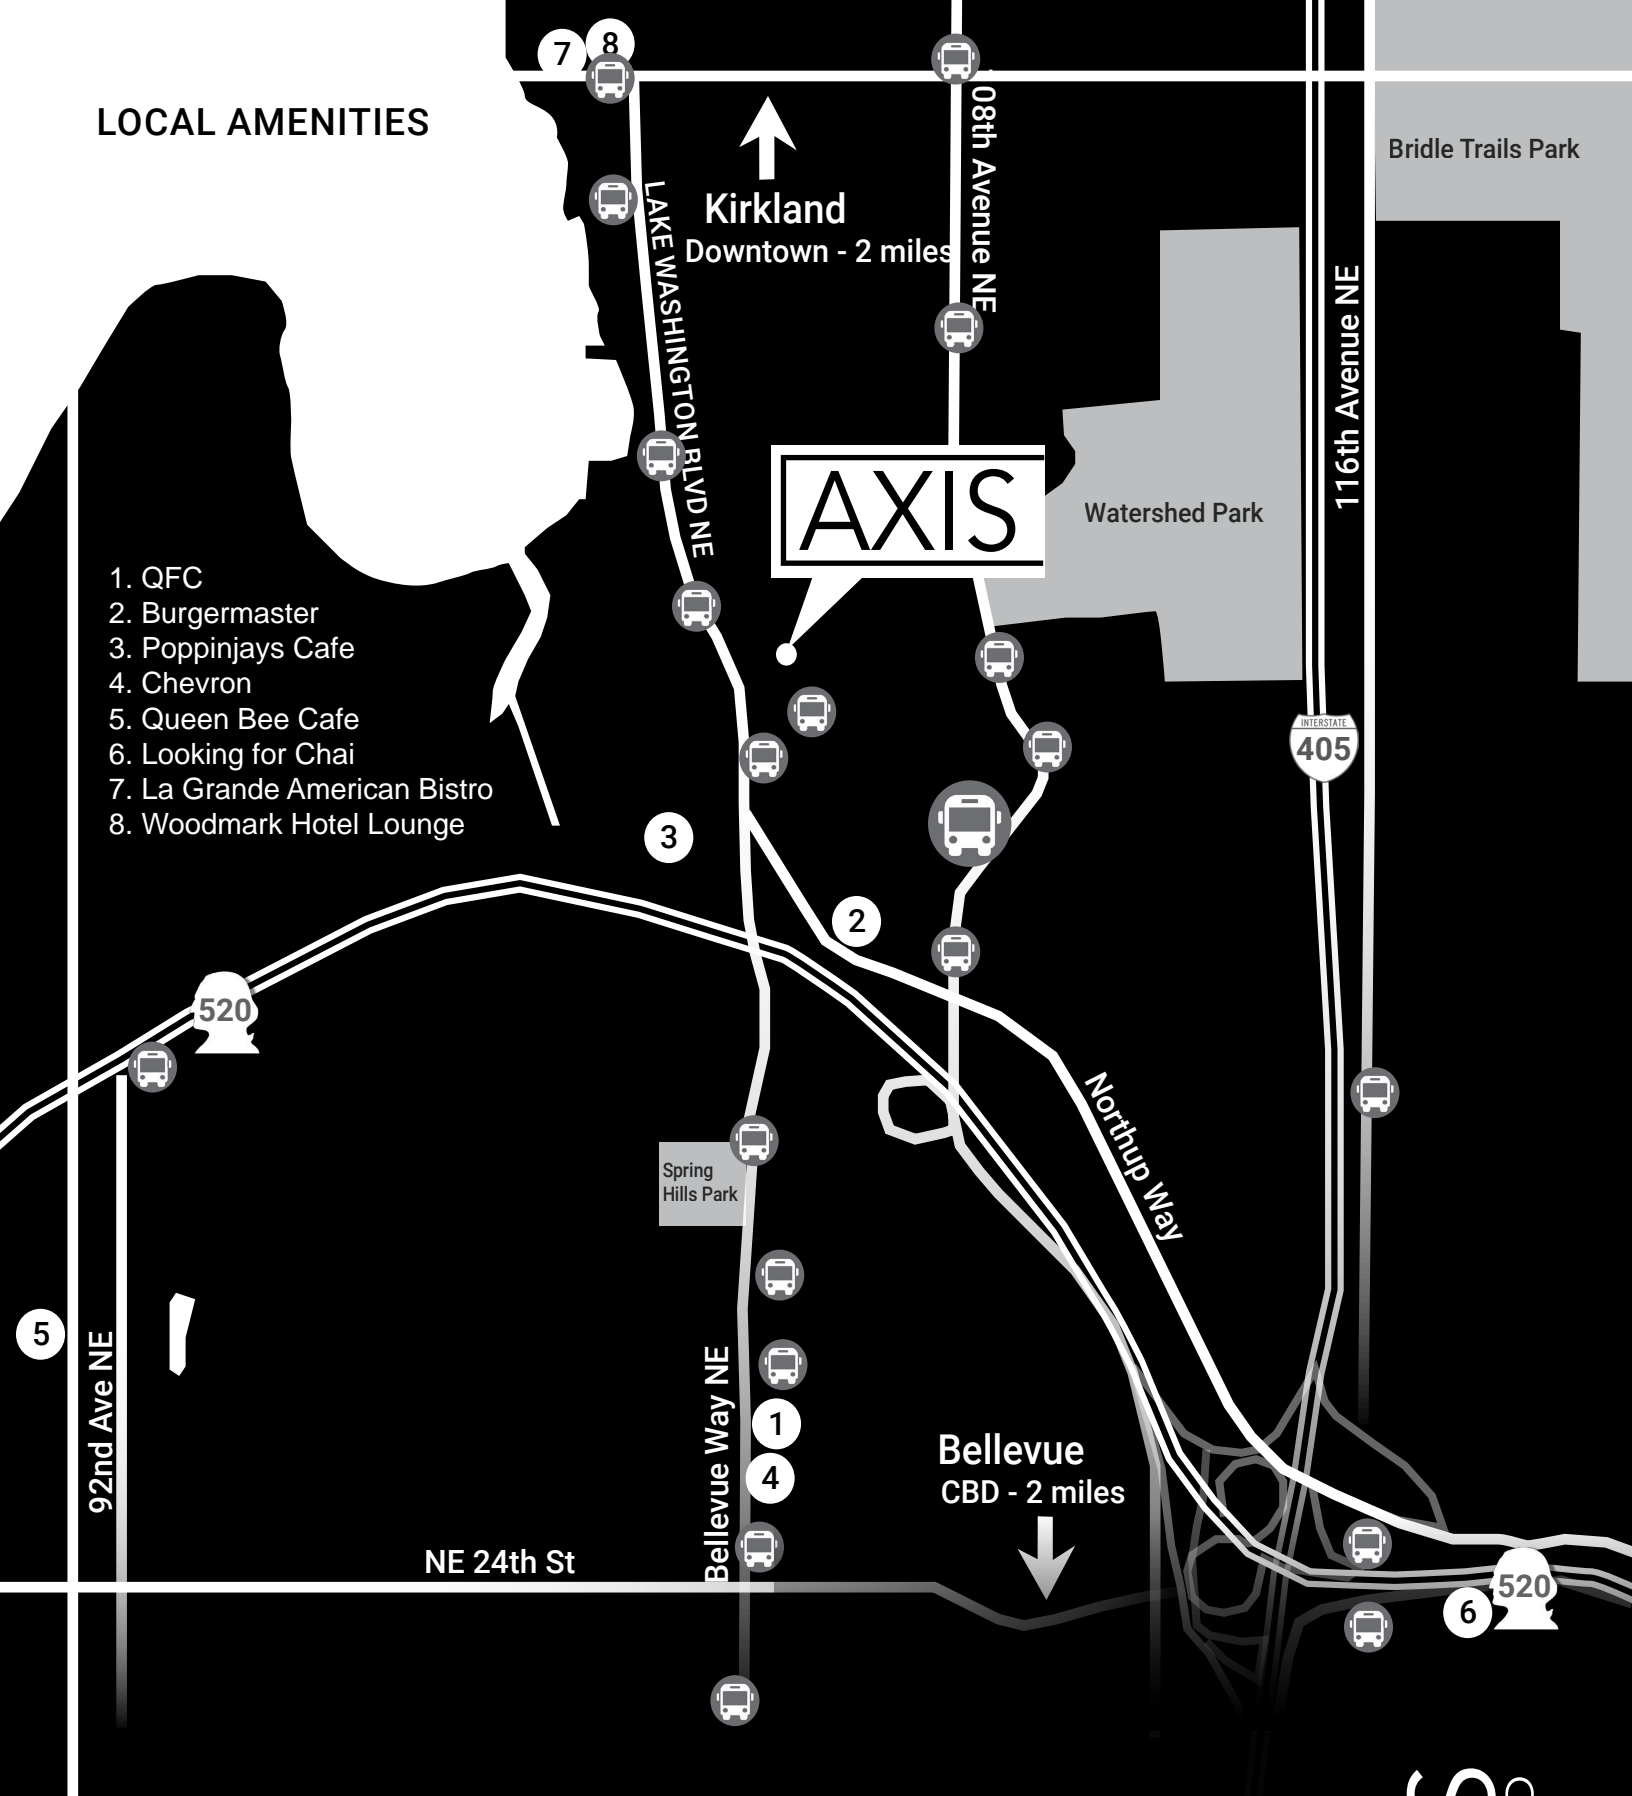 7
8
LOCAL AMENITIES
Bridle Trails Park
08th Avenue NE
Kirkland
Downtown - 2 miles
LAKE WASHINGTON BLVD NE
116th Avenue NE
AXIS
Watershed Park
1. QFC
2. Burgermaster
3. Poppinjays Cafe
4. Chevron
5. Queen Bee Cafe
6. Looking for Chai
7. La Grande American Bistro
8. Woodmark Hotel Lounge
INTERSTATE
405
3
2
520
Northup Way
Spring
Hills Park
5
92nd Ave NE
Bellevue Way NE
1
4
Bellevue
CBD - 2 miles
NE 24th St
520
6